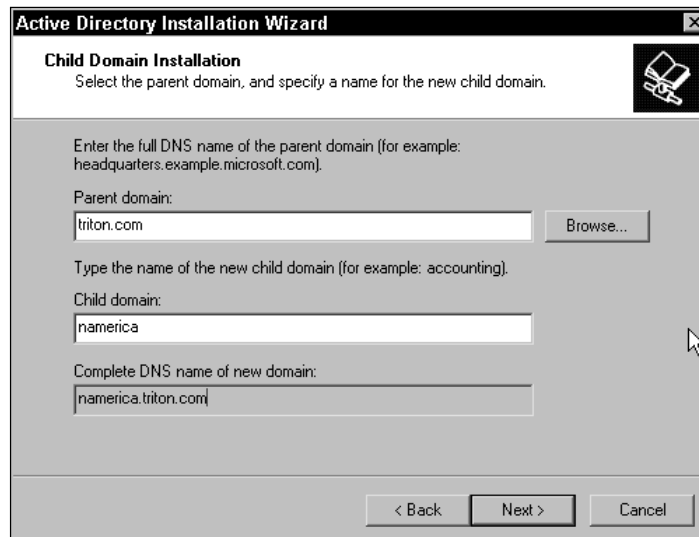 Active Directory Installation Wizard
Child Domain Installation
Select the parent domain, and specify a name for the new child domain.
Enter the full DNS name of the parent domain (for example:
headquarters.example.microsoft.com).
Parent domain:
triton.com
Browse...
Type the name of the new child domain (for example: accounting).
Child domain:
namerica
Complete DNS name of new domain:
namerica.triton.com
< Back
Next >
Cancel